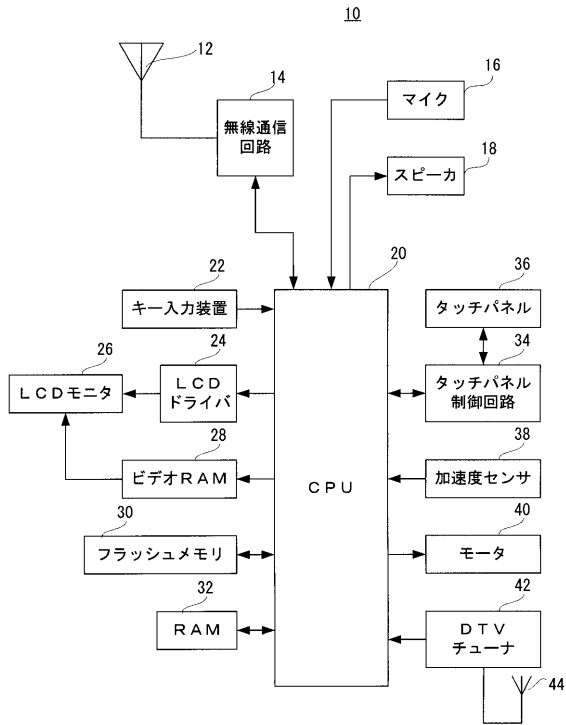 10
12
14
無線通信
回路
16
マイク
18
スピーカ
20
CPU
22
キー入力装置
24
LCD
ドライバ
26
LCDモニタ
28
ビデオRAM
30
フラッシュメモリ
32
RAM
36
タッチパネル
34
タッチパネル
制御回路
38
加速度センサ
40
モータ
42
DTV
チューナ
44